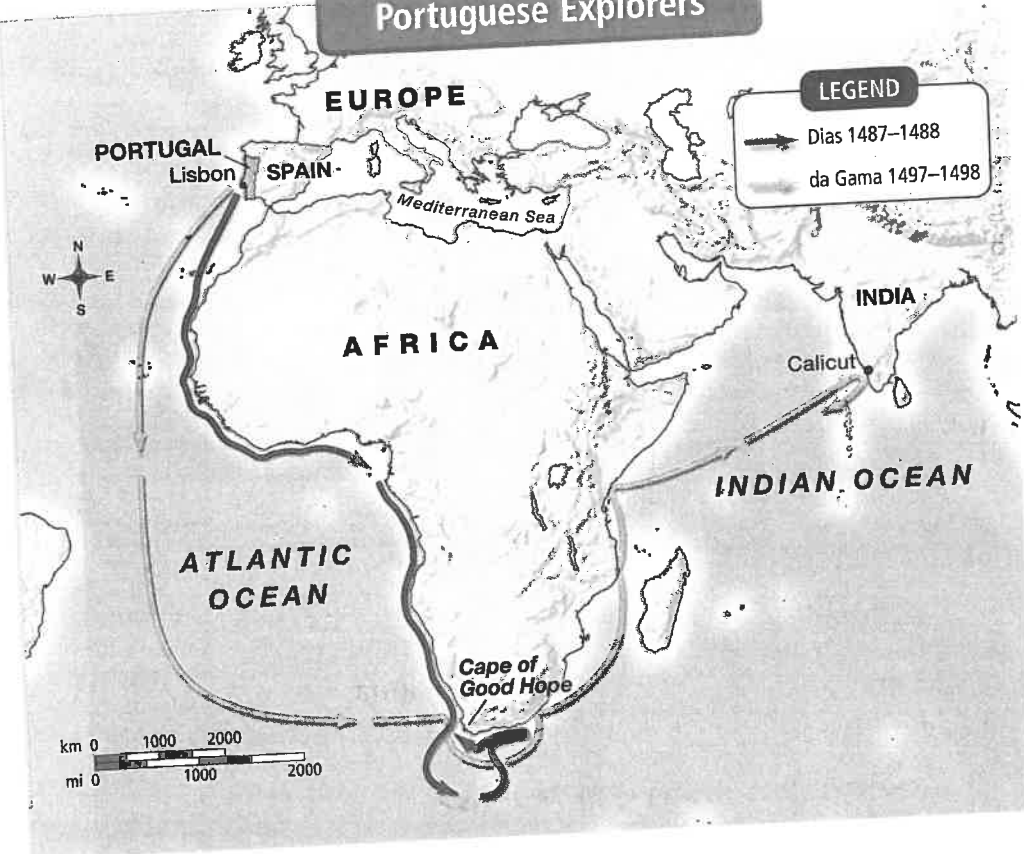 Portuguese Explorers
LEGEND
Dias 1487–1488
da Gama 1497–1498
EUROPE
PORTUGAL
Lisbon
SPAIN
Mediterranean Sea
N
W
E
S
AFRICA
INDIA
Calicut
INDIAN OCEAN
ATLANTIC
OCEAN
Cape of
Good Hope
km 0 1000 2000
mi 0 1000 2000